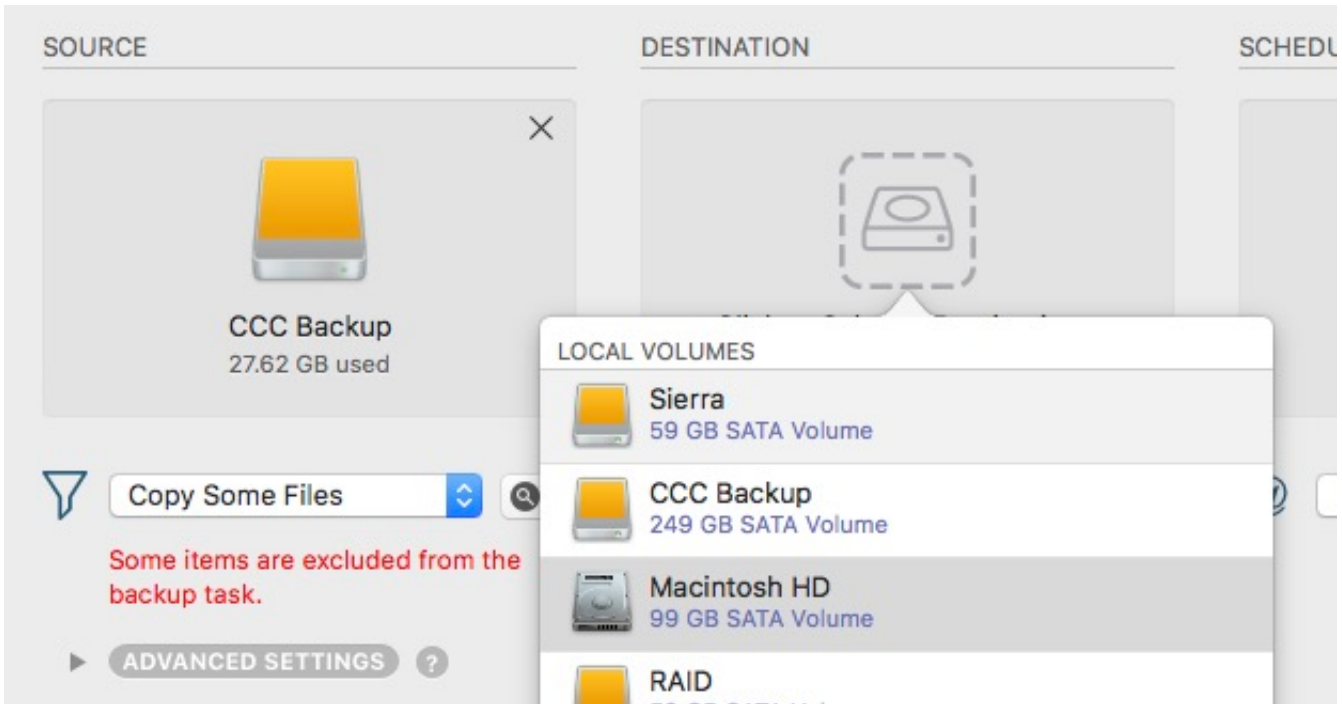 SOURCE
DESTINATION
CCC Backup
27.62 GB used
Copy Some Files
Some items are excluded from the
backup task.
ADVANCED SETTINGS ?
LOCAL VOLUMES
Sierra
59 GB SATA Volume
CCC Backup
249 GB SATA Volume
Macintosh HD
99 GB SATA Volume
RAID